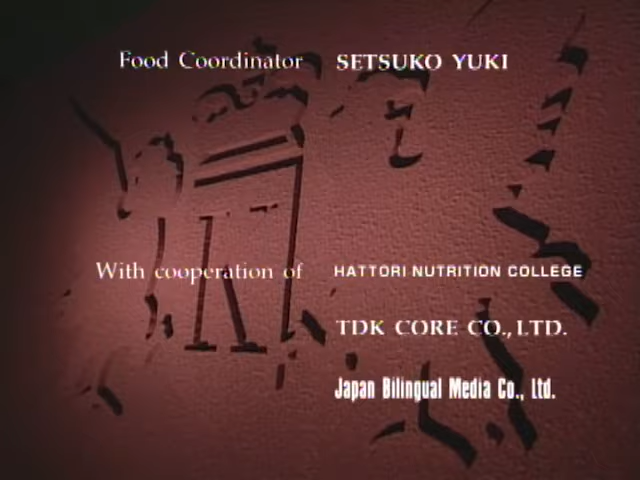 Food Coordinator SETSUKO YUKI
With cooperation of HATTORI NUTRITION COLLEGE
TDK CORE CO., LTD.
Japan Bilingual Media Co., Ltd.